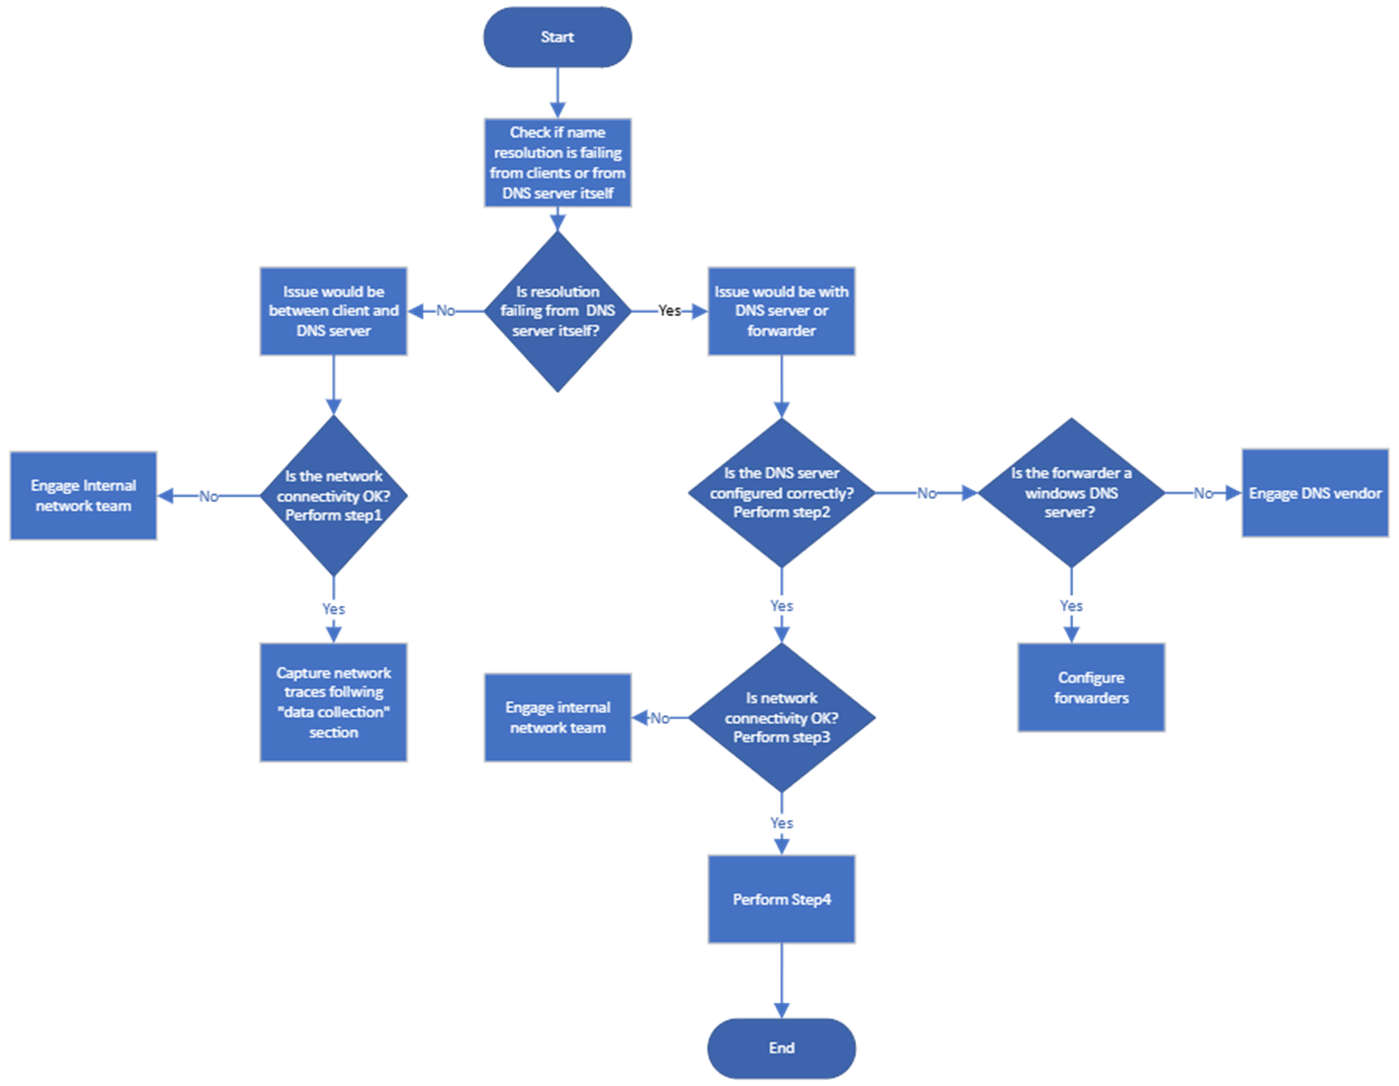 Start
Check if name
resolution is failing
from clients or from
DNS server itself
Issue would be
between client and
DNS server
No
Is resolution
failing from DNS
server itself?
Yes
Issue would be with
DNS server or
forwarder
Engage Internal
network team
No
Is the network
connectivity OK?
Perform step1
Is the DNS server
configured correctly?
Perform step2
No
Is the forwarder a
windows DNS
server?
No
Engage DNS vendor
Yes
Yes
Yes
Capture network
traces follwing
"data collection"
section
Engage internal
network team
No
Is network
connectivity OK?
Perform step3
Configure
forwarders
Yes
Perform Step4
End